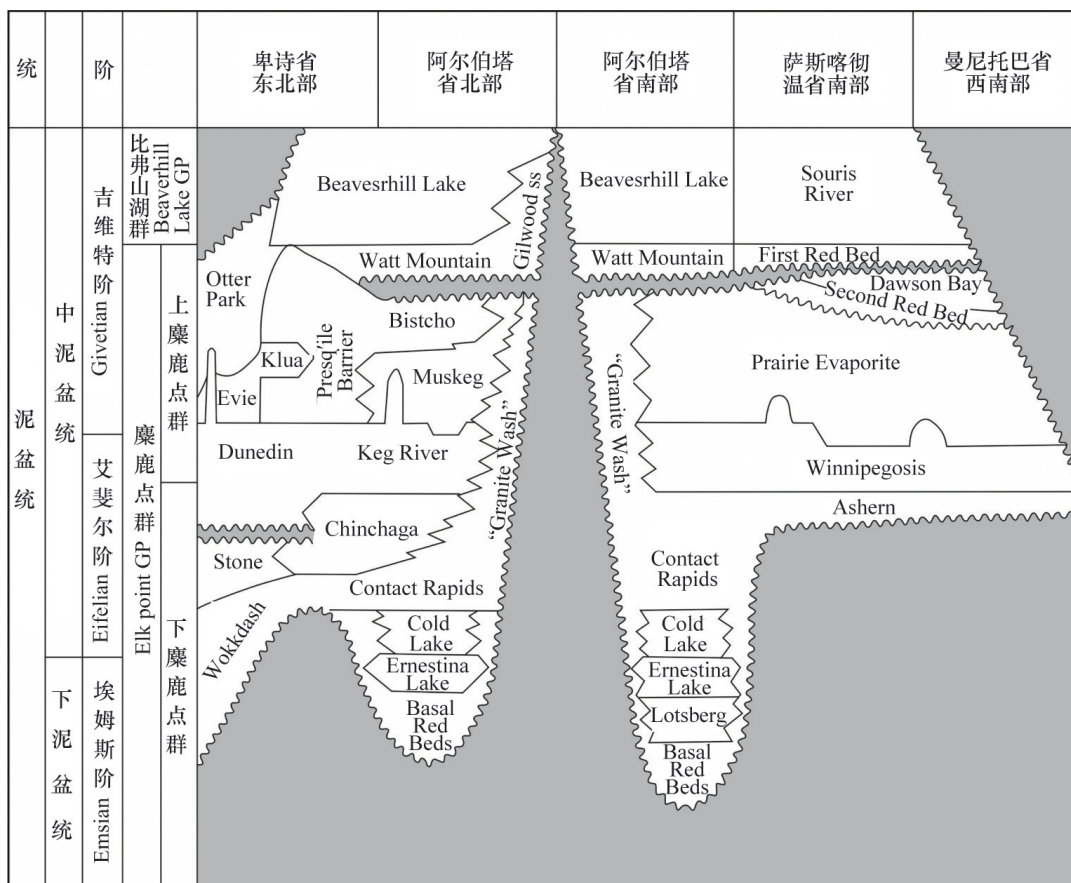 统
阶
卑诗省
东北部
阿尔伯塔
省北部
阿尔伯塔
省南部
萨斯喀彻
温省南部
曼尼托巴省
西南部
泥盆统
中泥盆统
下泥盆统
吉维特阶
Givetian
艾斐尔阶
Eifelian
埃姆斯阶
Emsian
比弗山湖群
Beaverhill
Lake GP
麋鹿点群
Elk point GP
上麋鹿点群
下麋鹿点群
Beavesrhill Lake
Gilwood ss
Watt Mountain
Otter
Park
Bistcho
Klua
Presq'ile
Barrier
Muskeg
Evie
Dunedin
Keg River
"Granite Wash"
Chinchaga
Stone
Contact Rapids
Wokkdash
Cold
Lake
Ernestina
Lake
Basal
Red
Beds
Beavesrhill Lake
Souris
River
Watt Mountain
First Red Bed
Dawson Bay
Second Red Bed
"Granite Wash"
Prairie Evaporite
Winnipegosis
Ashern
Contact
Rapids
Cold
Lake
Ernestina
Lake
Lotsberg
Basal
Red
Beds